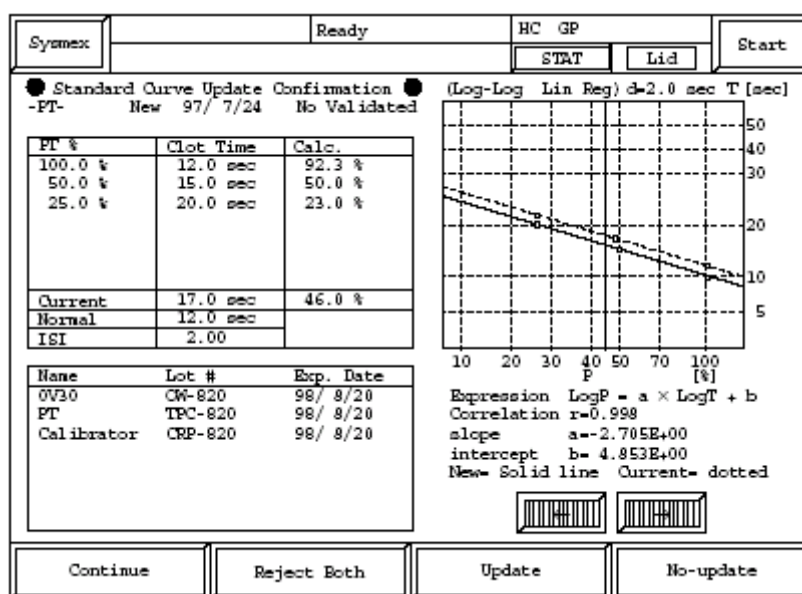 Sysmex
Ready
HC GP
STAT
Lid
Start
Standard Curve Update Confirmation
-PT- New 97/ 7/24 No Validated
PT % Clot Time Calc.
100.0 % 12.0 sec 92.3 %
50.0 % 15.0 sec 50.0 %
25.0 % 20.0 sec 23.0 %
Current 17.0 sec 46.0 %
Normal 12.0 sec
ISI 2.00
Name Lot # Exp. Date
OV30 CW-820 98/ 8/20
PT TPC-820 98/ 8/20
Calibrator CRP-820 98/ 8/20
(Log-Log Lin Reg) d=2.0 sec T [sec]
50
40
30
20
10
5
10 20 30 40 50 70 100
P [%]
Expression LogP = a × LogT + b
Correlation r=0.998
slope a=-2.705E+00
intercept b= 4.853E+00
New= Solid line Current= dotted
← →
Continue Reject Both Update No-update